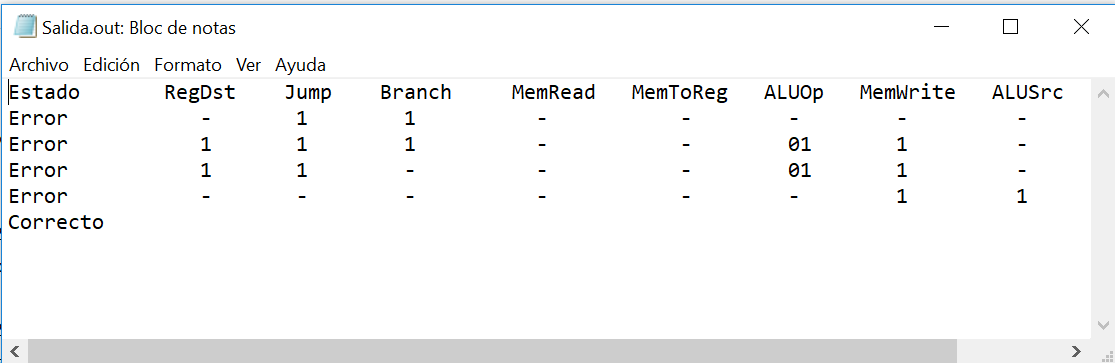 Salida.out: Bloc de notas
Archivo Edición Formato Ver Ayuda
Estado RegDst Jump Branch MemRead MemToReg ALUOp MemWrite ALUSrc
Error - 1 1 - - - - -
Error 1 1 1 - - 01 1 -
Error 1 1 - - - 01 1 -
Error - - - - - - 1 1
Correcto